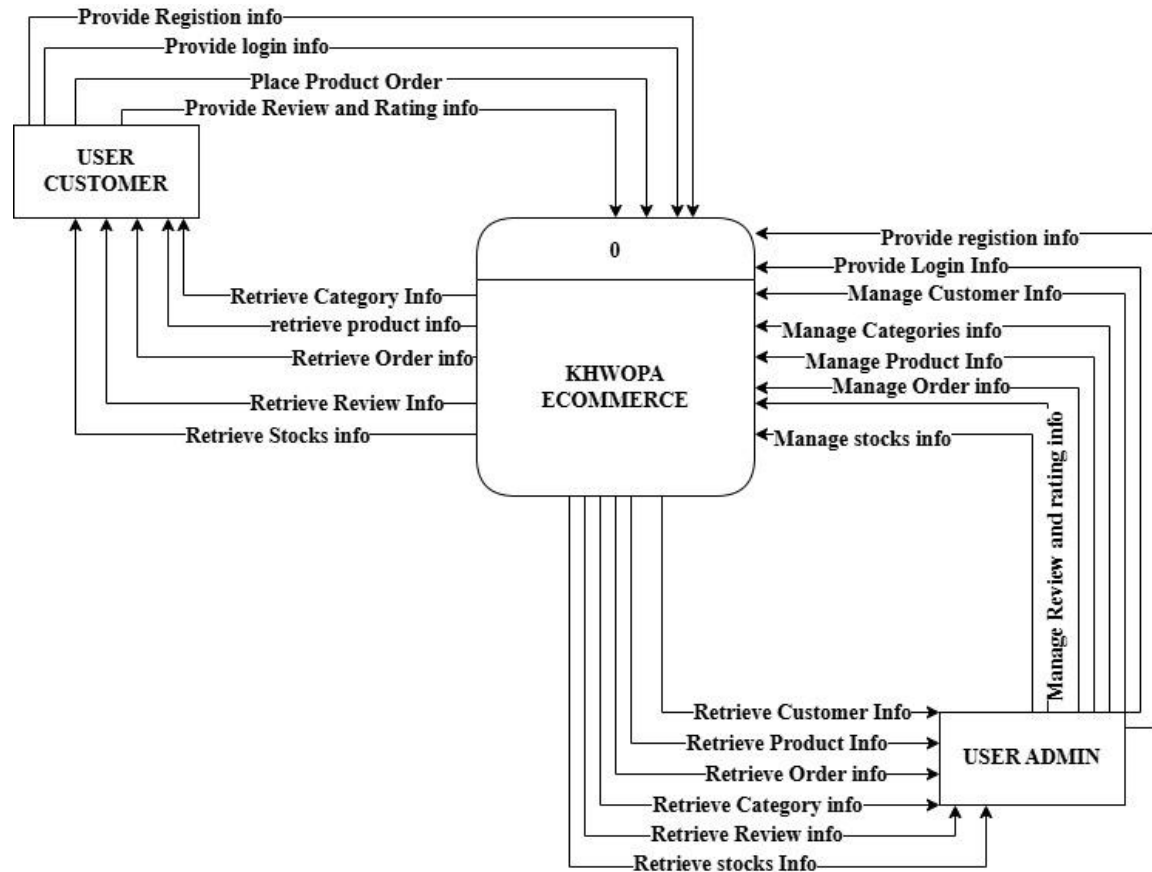 Provide Registion info
Provide login info
Place Product Order
Provide Review and Rating info
USER
CUSTOMER
0
Provide registion info
Provide Login Info
Retrieve Category Info
Manage Customer Info
retrieve product info
Manage Categories info
Retrieve Order info
Manage Product Info
KHWOPA
ECOMMERCE
Manage Order info
Retrieve Review Info
Retrieve Stocks info
Manage stocks info
Manage Review and rating info
Retrieve Customer Info
Retrieve Product Info
USER ADMIN
Retrieve Order info
Retrieve Category info
Retrieve Review info
Retrieve stocks Info